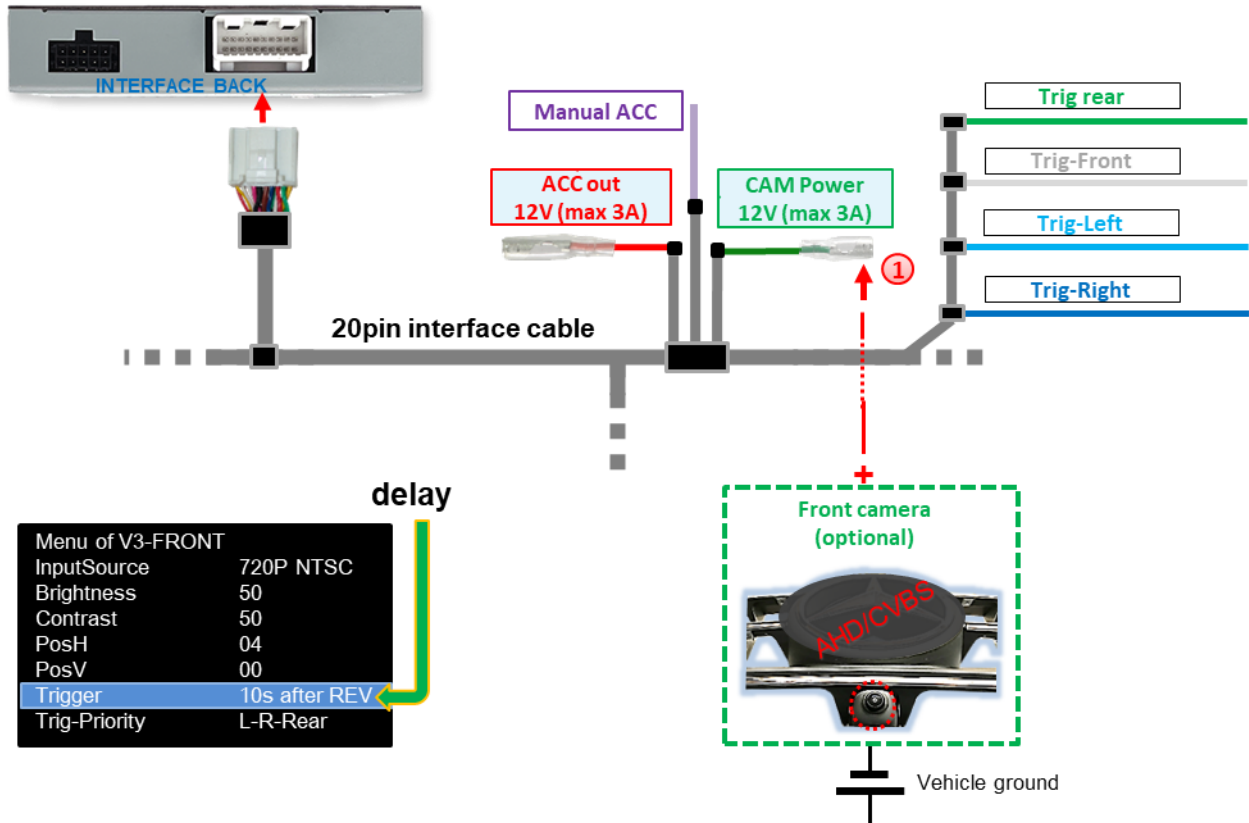 INTERFACE BACK
Manual ACC
ACC out
12V (max 3A)
CAM Power
12V (max 3A)
Trig rear
Trig-Front
Trig-Left
Trig-Right
1
20pin interface cable
+
delay
Menu of V3-FRONT
InputSource 720P NTSC
Brightness 50
Contrast 50
PosH 04
PosV 00
Trigger 10s after REV
Trig-Priority L-R-Rear
Front camera
(optional)
AHD/CVBS
Vehicle ground